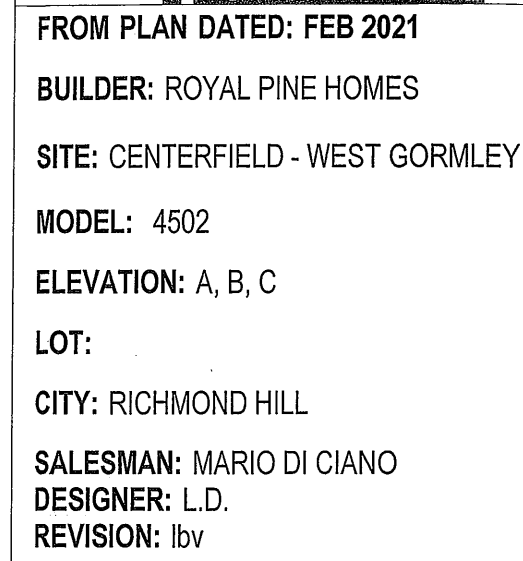 FROM PLAN DATED: FEB 2021
BUILDER: ROYAL PINE HOMES
SITE: CENTERFIELD - WEST GORMLEY
MODEL: 4502
ELEVATION: A, B, C
LOT:
CITY: RICHMOND HILL
SALESMAN: MARIO DI CIANO
DESIGNER: L.D.
REVISION: lbv